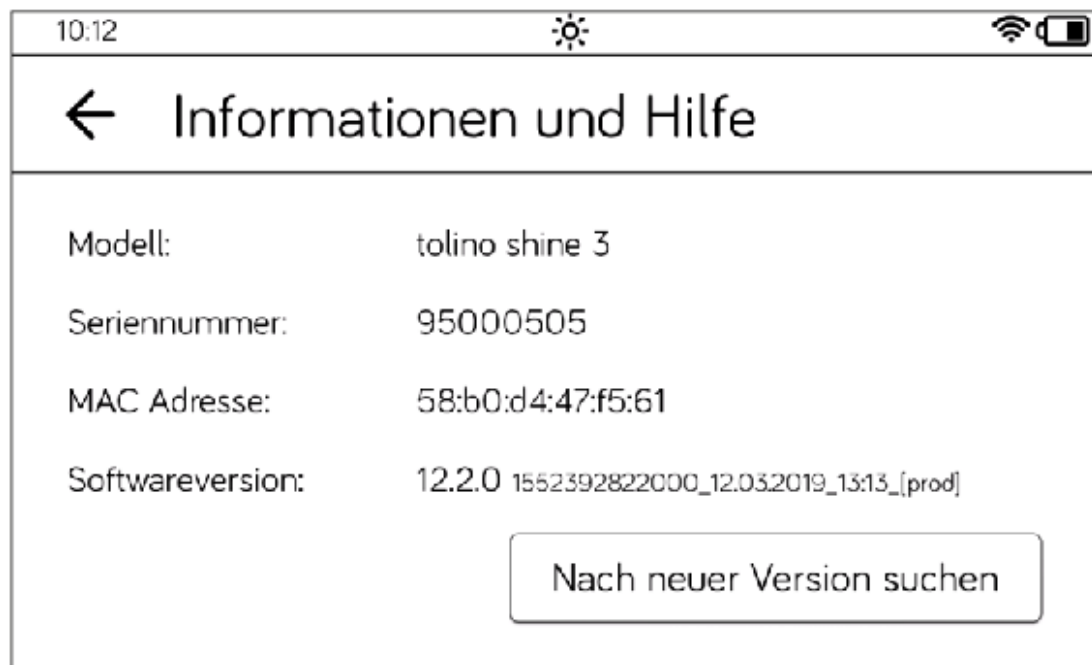 10:12
Informationen und Hilfe
Modell: tolino shine 3
Seriennummer: 95000505
MAC Adresse: 58:b0:d4:47:f5:61
Softwareversion: 12.2.0 1552392822000_12.03.2019_13:13_[prod]
Nach neuer Version suchen